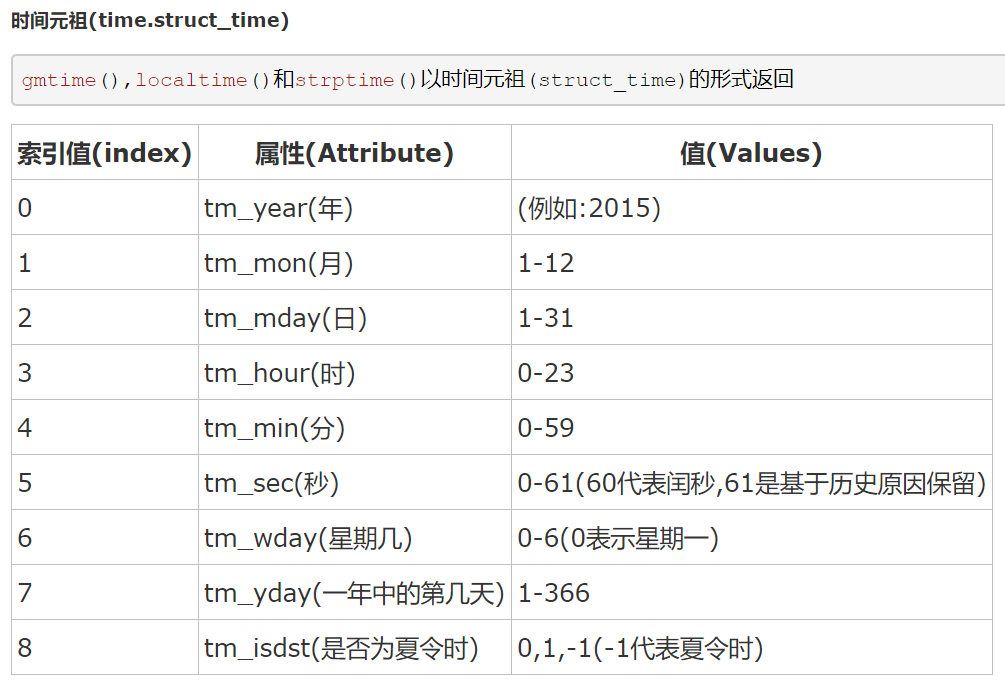 时间元祖(time.struct_time)
gmtime(),localtime()和strptime()以时间元祖(struct_time)的形式返回
索引值(index) 属性(Attribute) 值(Values)
0 tm_year(年) (例如:2015)
1 tm_mon(月) 1-12
2 tm_mday(日) 1-31
3 tm_hour(时) 0-23
4 tm_min(分) 0-59
5 tm_sec(秒) 0-61(60代表闰秒,61是基于历史原因保留)
6 tm_wday(星期几) 0-6(0表示星期一)
7 tm_yday(一年中的第几天) 1-366
8 tm_isdst(是否为夏令时) 0,1,-1(-1代表夏令时)